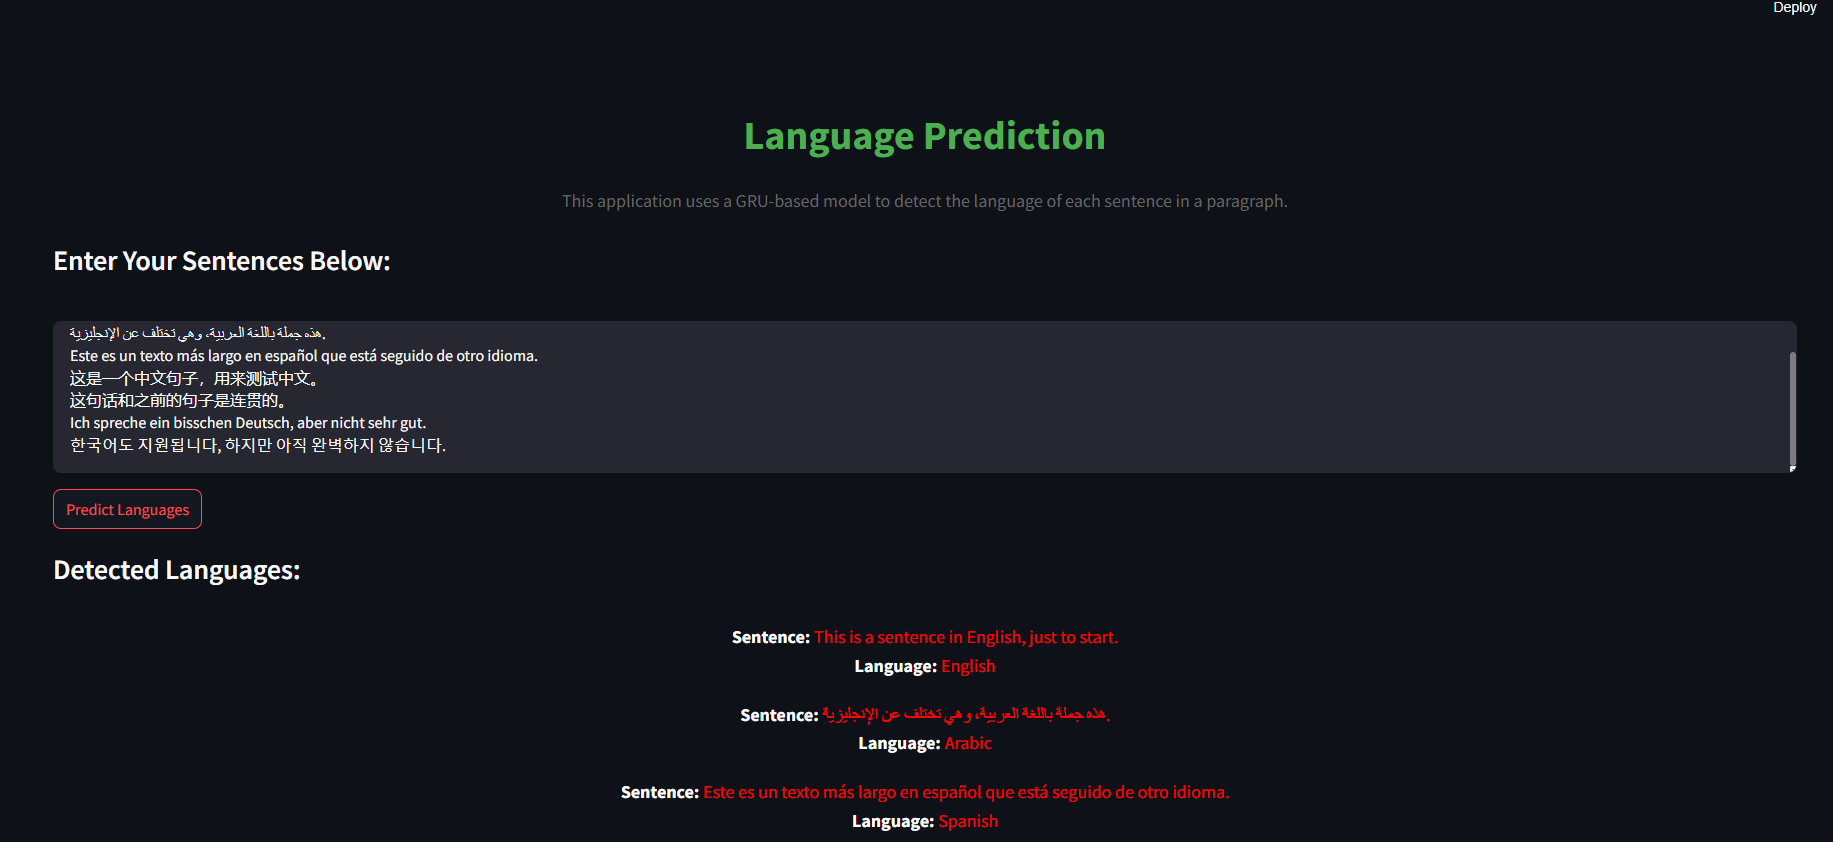 Deploy
Language Prediction
This application uses a GRU-based model to detect the language of each sentence in a paragraph.
Enter Your Sentences Below:
هذه جملة باللغة العربية، وهي تختلف عن الإنجليزية.
Este es un texto más largo en español que está seguido de otro idioma.
这是一个中文句子，用来测试中文。
这句话和之前的句子是连贯的。
Ich spreche ein bisschen Deutsch, aber nicht sehr gut.
한국어도 지원됩니다, 하지만 아직 완벽하지 않습니다.
Predict Languages
Detected Languages:
Sentence: This is a sentence in English, just to start.
Language: English
Sentence: هذه جملة باللغة العربية، وهي تختلف عن الإنجليزية.
Language: Arabic
Sentence: Este es un texto más largo en español que está seguido de otro idioma.
Language: Spanish